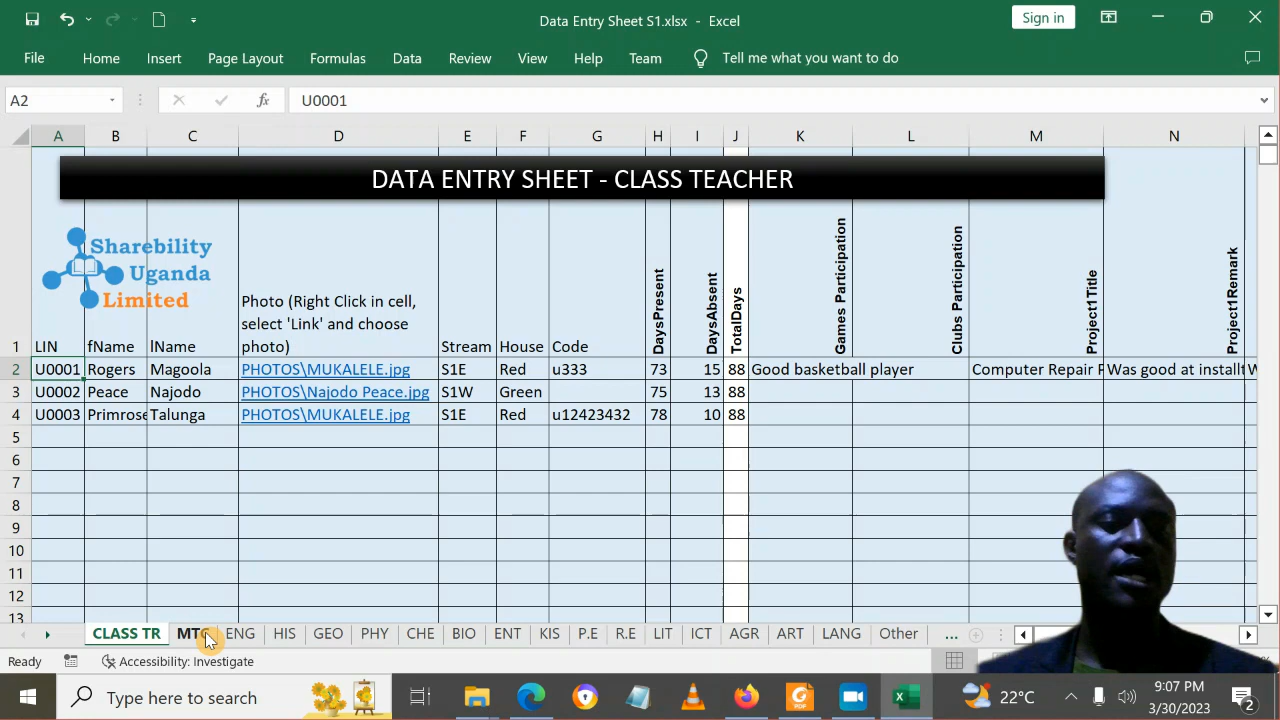 Data Entry Sheet S1.xlsx - Excel
Sign in
File Home Insert Page Layout Formulas Data Review View Help Team Tell me what you want to do
A2 fx U0001
A B C D E F G H I J K L M N
DATA ENTRY SHEET - CLASS TEACHER
Sharebility
Uganda
Limited
Photo (Right Click in cell,
select 'Link' and choose
photo)
1 LIN fName lName Stream House Code DaysPresent DaysAbsent TotalDays Games Participation Clubs Participation Project1Title Project1Remark
2 U0001 Rogers Magoola PHOTOS\MUKALELE.jpg S1E Red u333 73 15 88 Good basketball player Computer Repair Was good at install
3 U0002 Peace Najodo PHOTOS\Najodo Peace.jpg S1W Green 75 13 88
4 U0003 Primrose Talunga PHOTOS\MUKALELE.jpg S1E Red u12423432 78 10 88
5
6
7
8
9
10
11
12
13
CLASS TR MTC ENG HIS GEO PHY CHE BIO ENT KIS P.E R.E LIT ICT AGR ART LANG Other ...
Ready Accessibility: Investigate
Type here to search 22°C 9:07 PM
3/30/2023 2